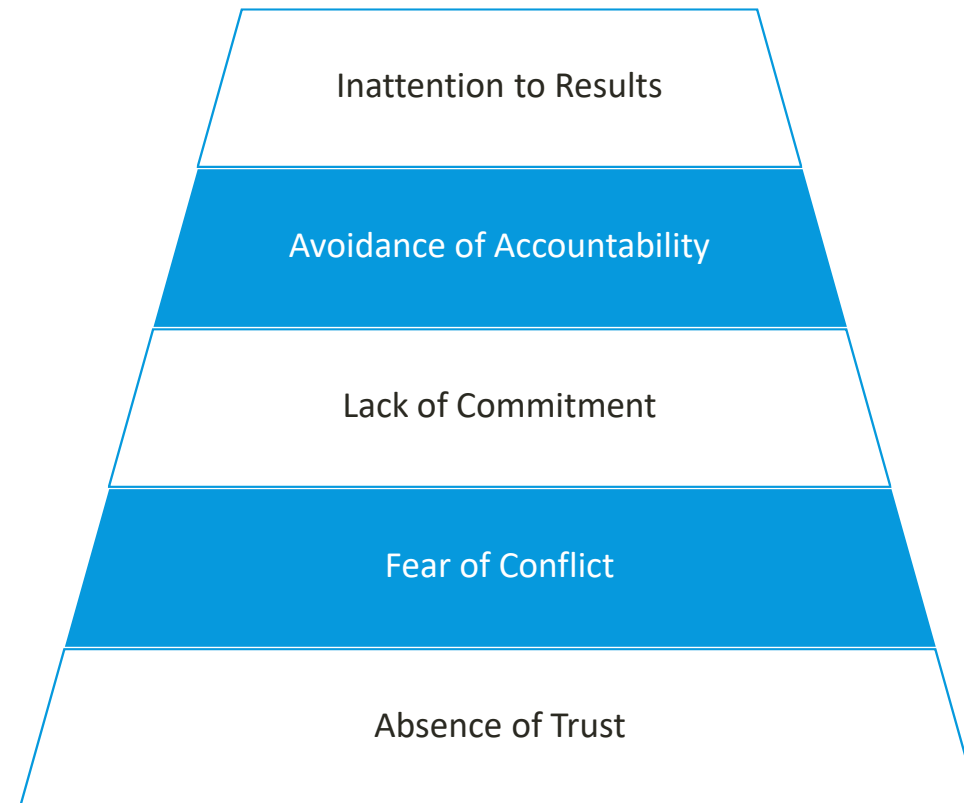 Inattention to Results
Avoidance of Accountability
Lack of Commitment
Fear of Conflict
Absence of Trust